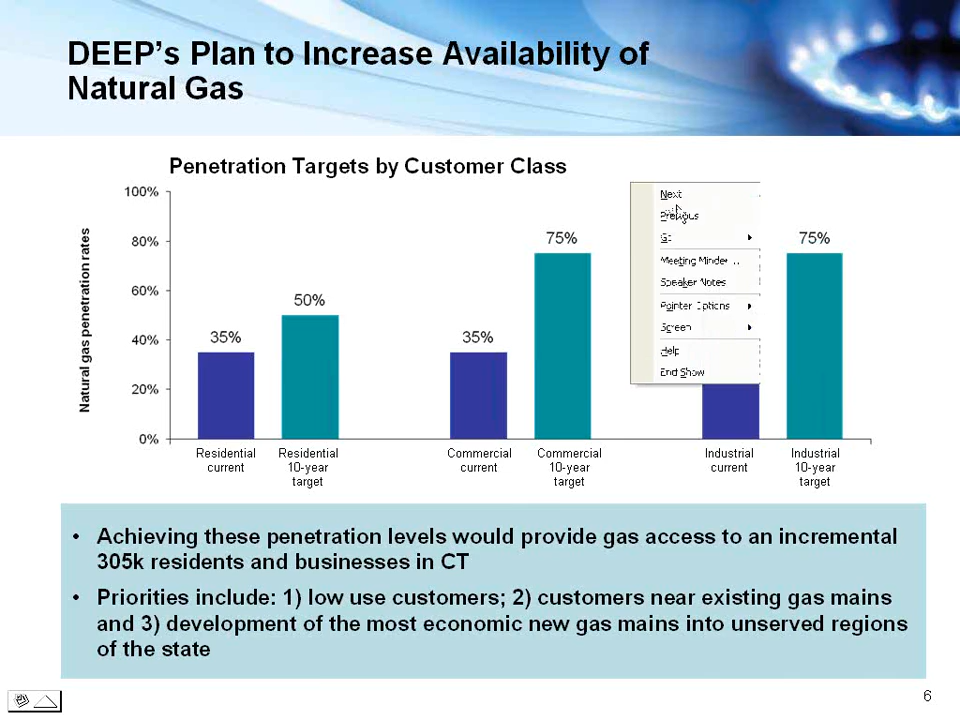 DEEP’s Plan to Increase Availability of
Natural Gas
Penetration Targets by Customer Class
Natural gas penetration rates
100%
80%
60%
40%
20%
0%
35%
50%
35%
75%
75%
Residential
current
Residential
10-year
target
Commercial
current
Commercial
10-year
target
Industrial
current
Industrial
10-year
target
Next
Previous
Go
Meeting Minder...
Speaker Notes
Pointer Options
Screen
Help
End Show
• Achieving these penetration levels would provide gas access to an incremental
305k residents and businesses in CT
• Priorities include: 1) low use customers; 2) customers near existing gas mains
and 3) development of the most economic new gas mains into unserved regions
of the state
6